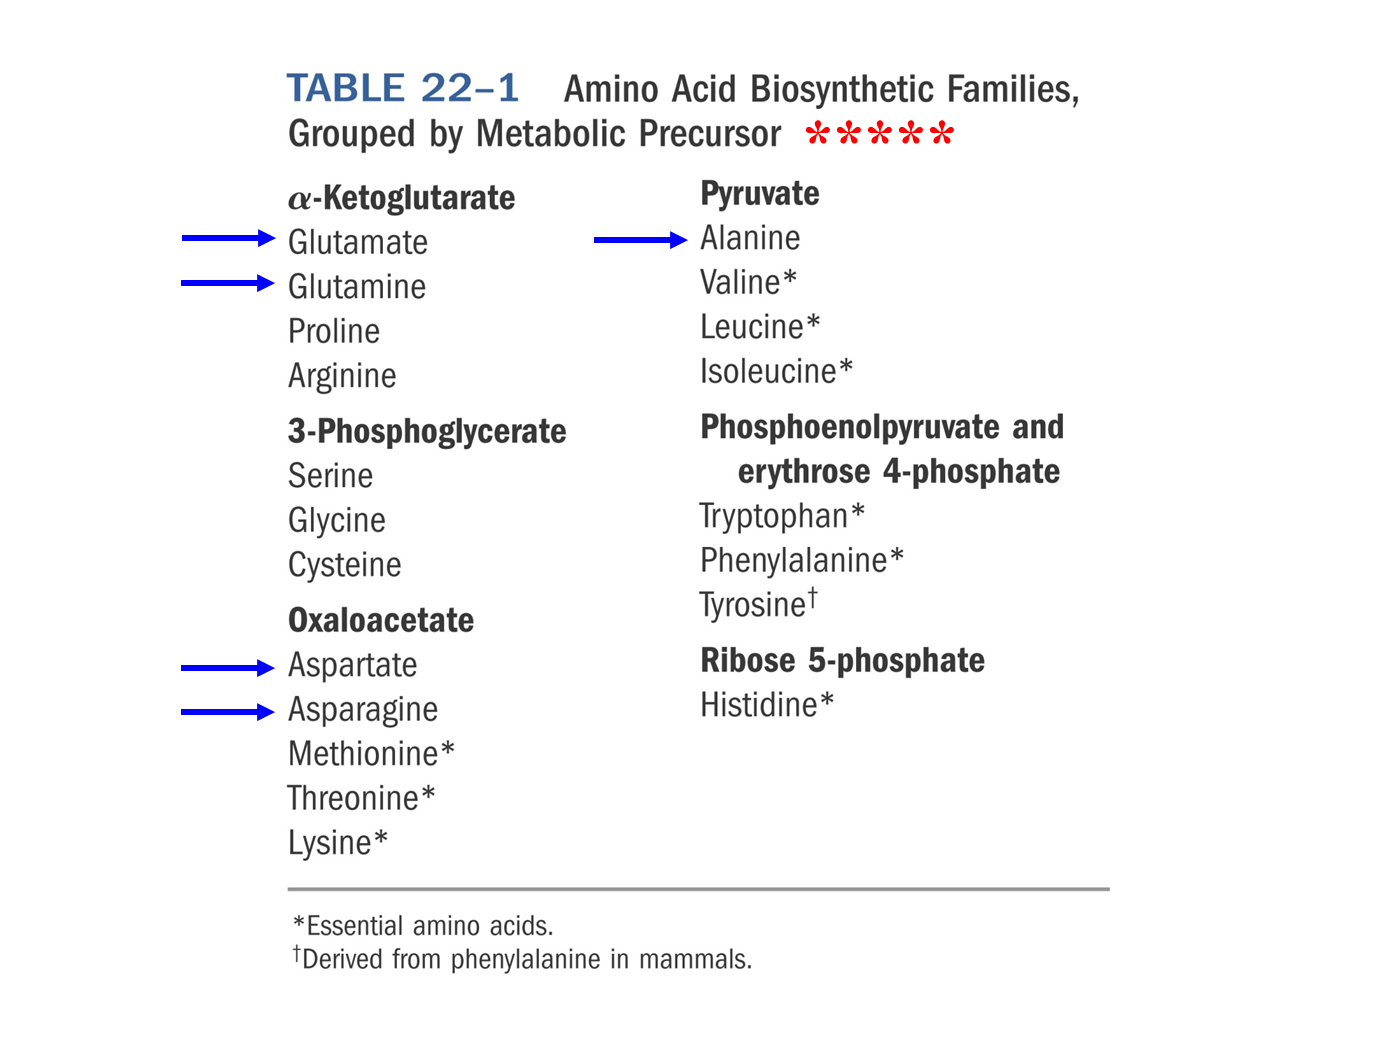 TABLE 22–1 Amino Acid Biosynthetic Families,
Grouped by Metabolic Precursor *****
α-Ketoglutarate
Glutamate
Glutamine
Proline
Arginine
3-Phosphoglycerate
Serine
Glycine
Cysteine
Oxaloacetate
Aspartate
Asparagine
Methionine*
Threonine*
Lysine*
Pyruvate
Alanine
Valine*
Leucine*
Isoleucine*
Phosphoenolpyruvate and
erythrose 4-phosphate
Tryptophan*
Phenylalanine*
Tyrosine†
Ribose 5-phosphate
Histidine*
*Essential amino acids.
†Derived from phenylalanine in mammals.